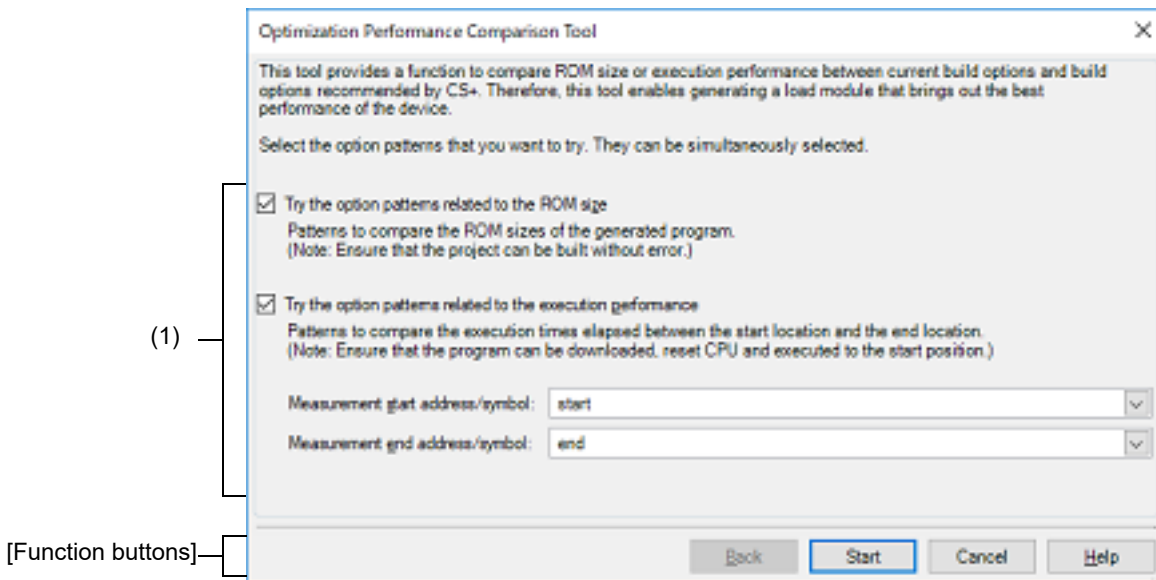 Optimization Performance Comparison Tool
This tool provides a function to compare ROM size or execution performance between current build options and build
options recommended by CS+. Therefore, this tool enables generating a load module that brings out the best
performance of the device.
Select the option patterns that you want to try. They can be simultaneously selected.
Try the option patterns related to the ROM size
Patterns to compare the ROM sizes of the generated program.
(Note: Ensure that the project can be built without error.)
Try the option patterns related to the execution performance
Patterns to compare the execution times elapsed between the start location and the end location.
(Note: Ensure that the program can be downloaded, reset CPU and executed to the start position.)
(1)
Measurement start address/symbol: start
Measurement end address/symbol: end
[Function buttons]
Back Start Cancel Help